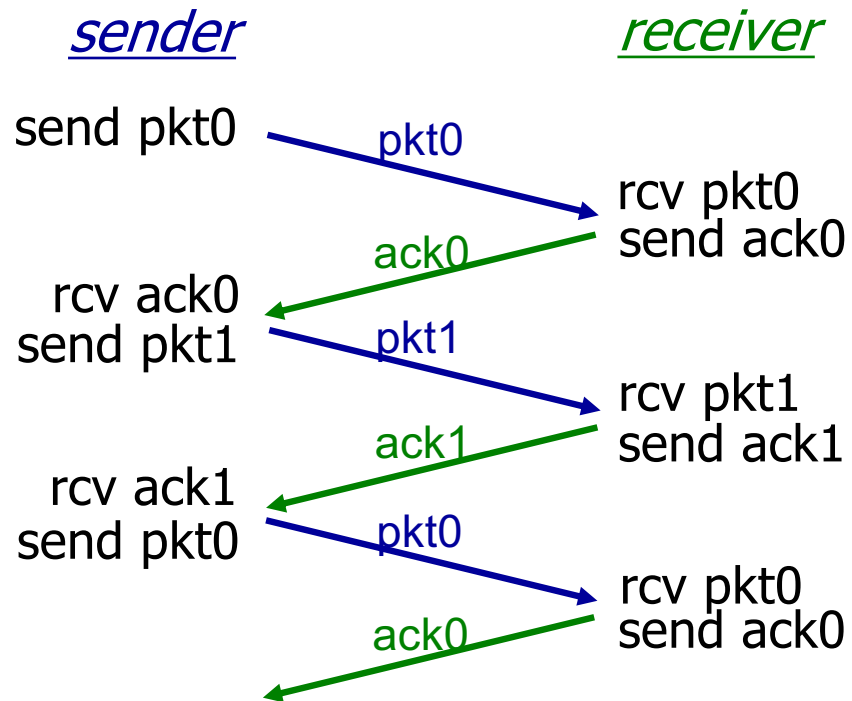 sender
receiver
send pkt0
pkt0
rcv pkt0
send ack0
ack0
rcv ack0
send pkt1
pkt1
rcv pkt1
send ack1
ack1
rcv ack1
send pkt0
pkt0
rcv pkt0
send ack0
ack0